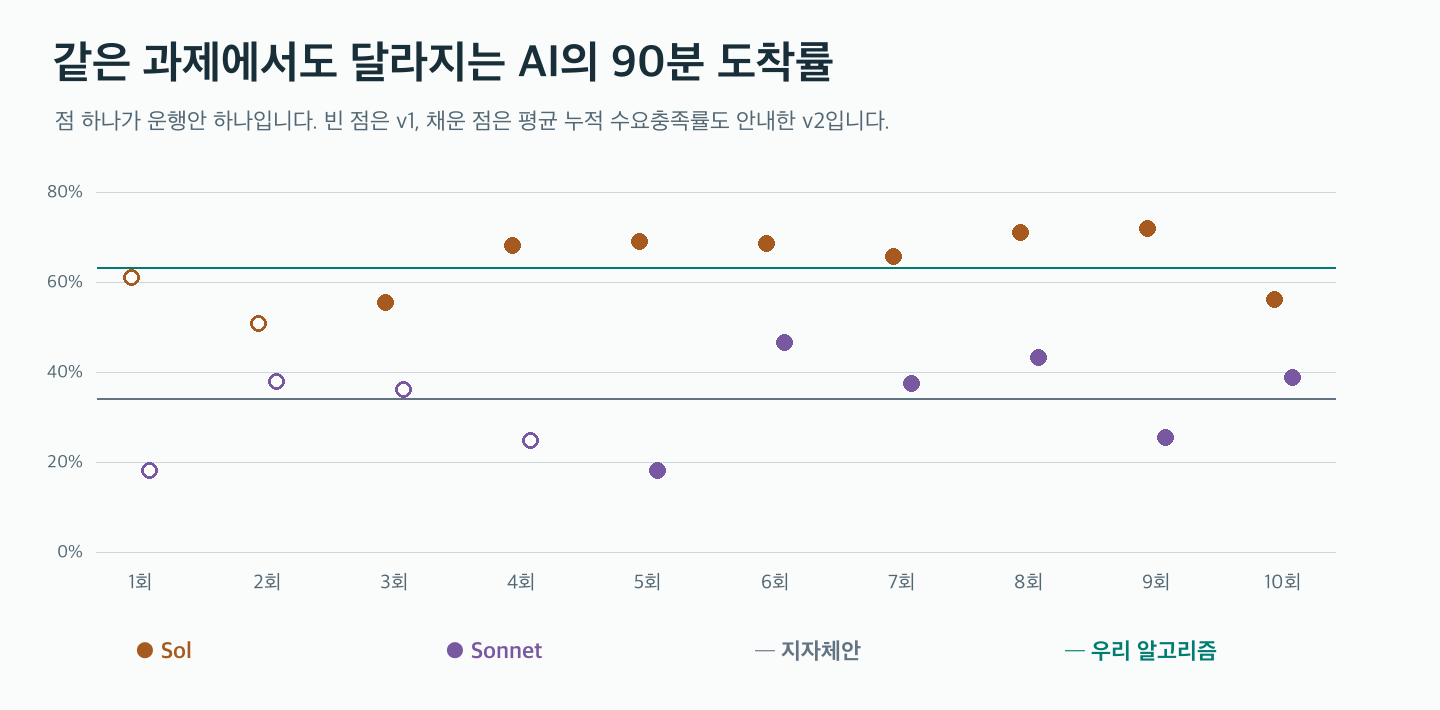 같은 과제에서도 달라지는 AI의 90분 도착률
점 하나가 운행안 하나입니다. 빈 점은 v1, 채운 점은 평균 누적 수요충족률도 안내한 v2입니다.
80%
60%
40%
20%
0%
1회 2회 3회 4회 5회 6회 7회 8회 9회 10회
Sol Sonnet 지자체안 우리 알고리즘